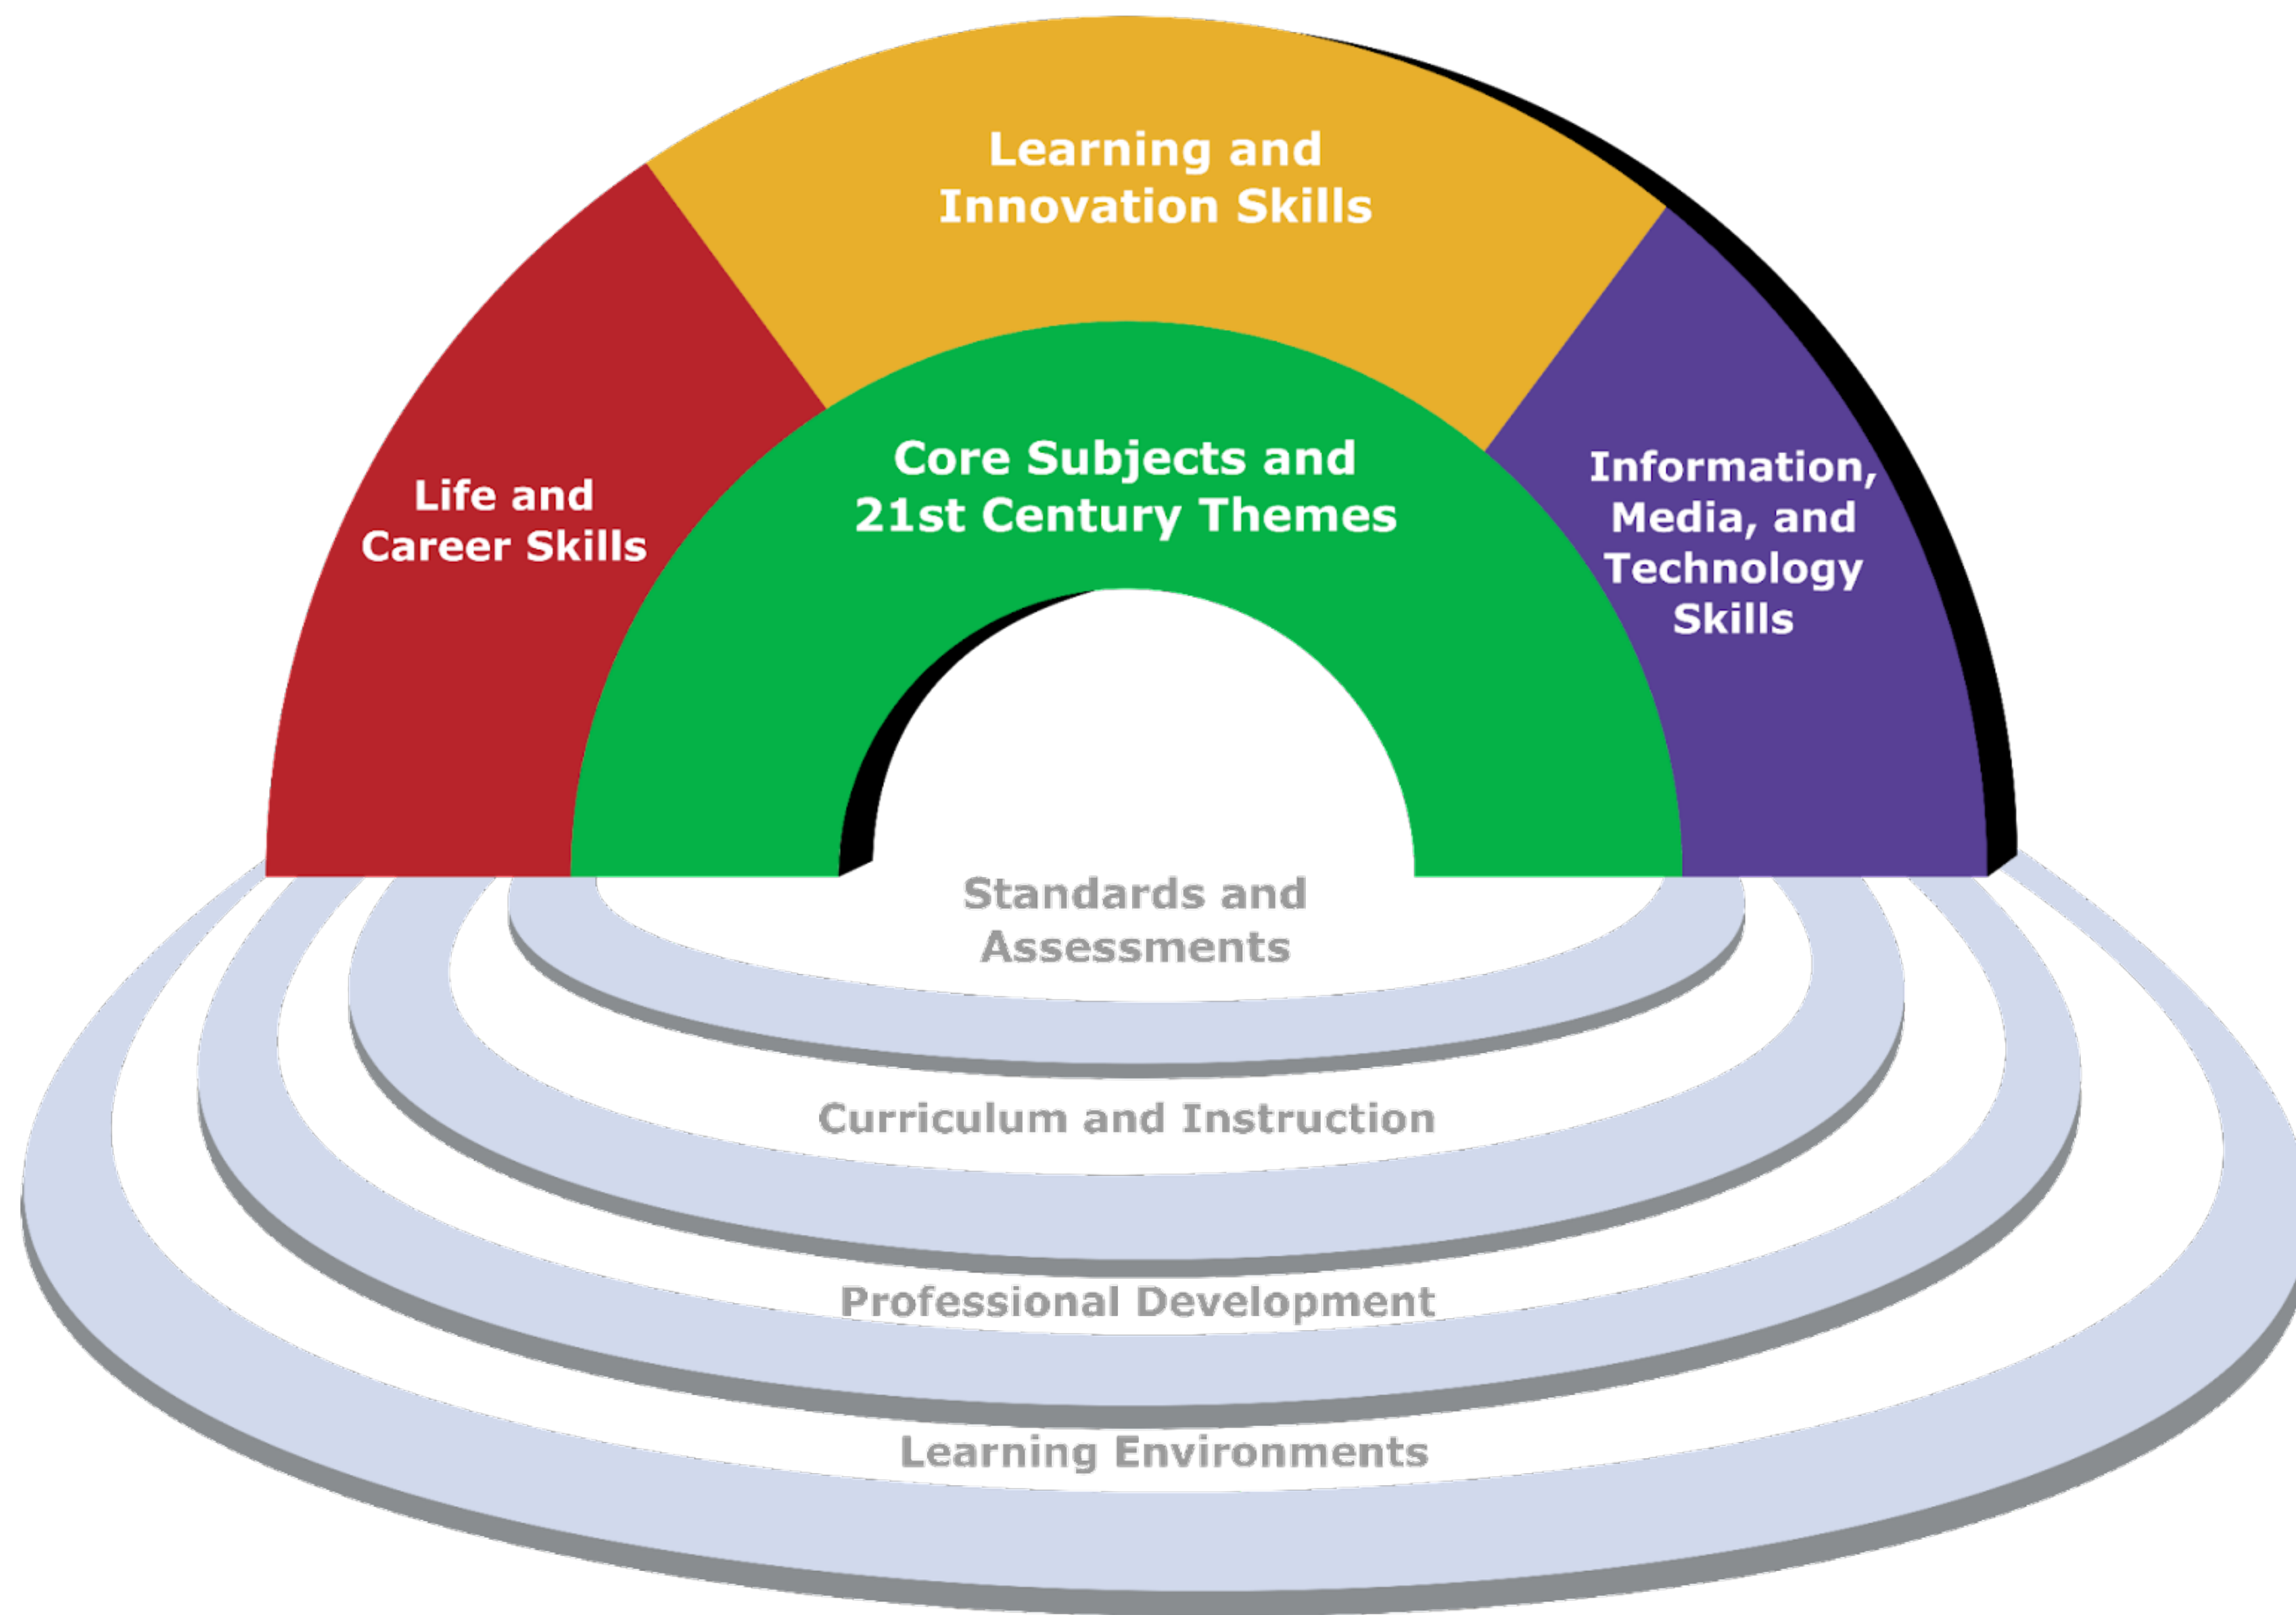 Learning and
Innovation Skills
Core Subjects and
21st Century Themes
Life and
Career Skills
Information,
Media, and
Technology
Skills
Standards and
Assessments
Curriculum and Instruction
Professional Development
Learning Environments